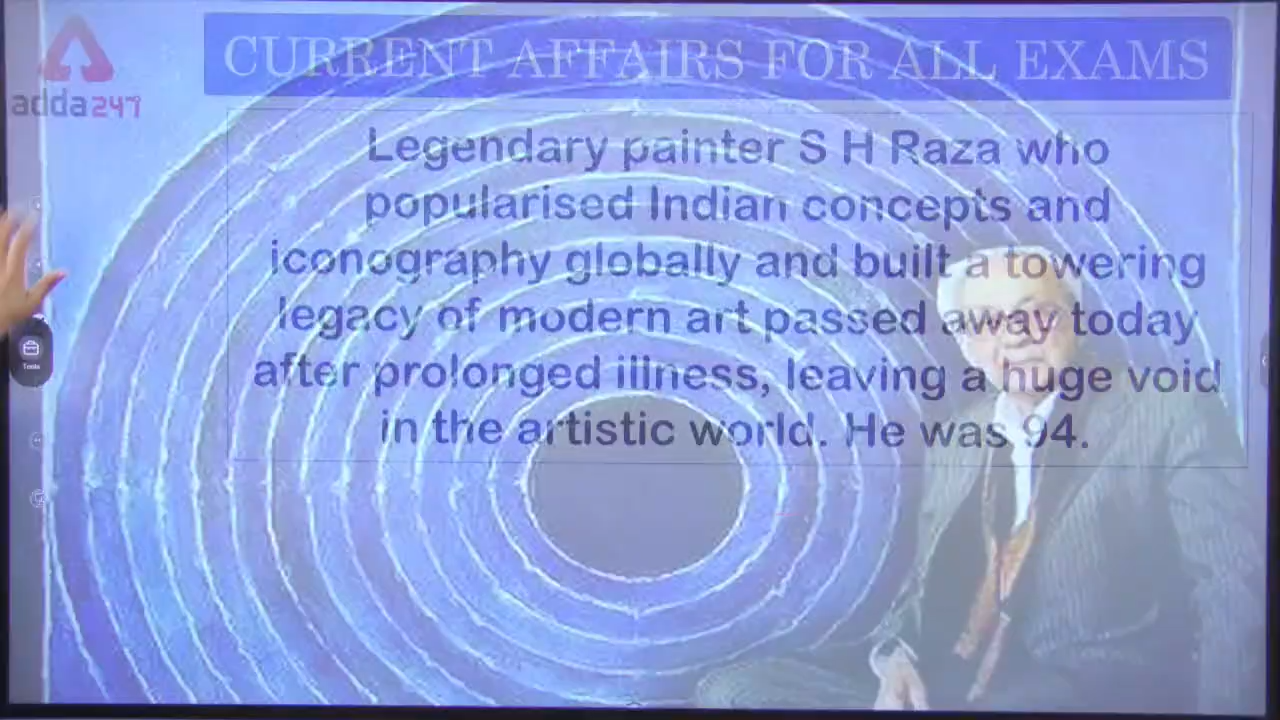 CURRENT AFFAIRS FOR ALL EXAMS
adda247
Legendary painter S H Raza who
popularised Indian concepts and
iconography globally and built a towering
legacy of modern art passed away today
after prolonged illness, leaving a huge void
in the artistic world. He was 94.
Tools